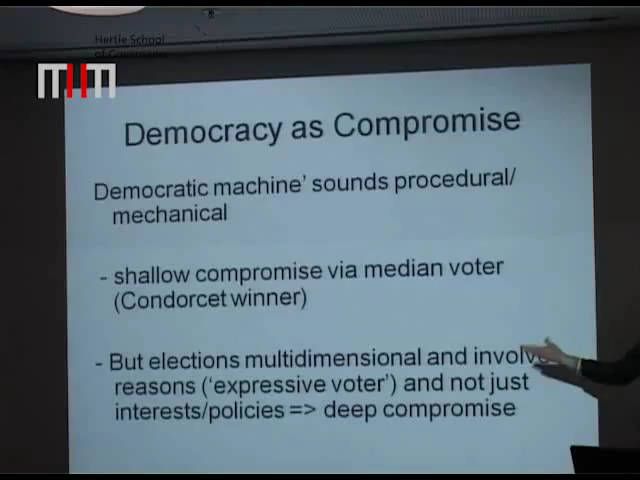 Hertie School
of Governance
Democracy as Compromise
Democratic machine' sounds procedural/
mechanical
- shallow compromise via median voter
(Condorcet winner)
- But elections multidimensional and involve
reasons ('expressive voter') and not just
interests/policies => deep compromise